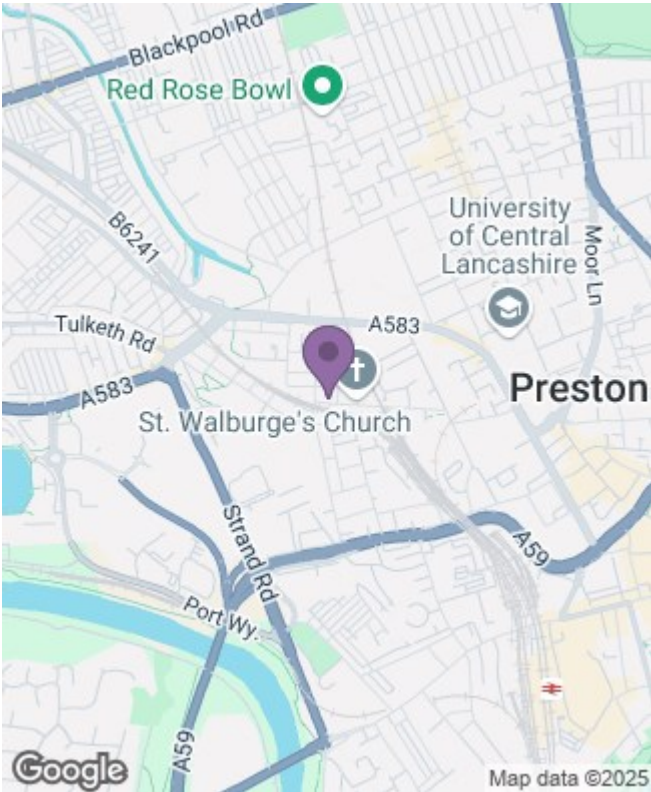 Blackpool Rd
Red Rose Bowl
University
of Central
Lancashire
Moor Ln
B6241
Tulketh Rd
A583
A583
Preston
St. Walburge's Church
Strand Rd
A59
Port Wy.
A59
Google
Map data ©2025